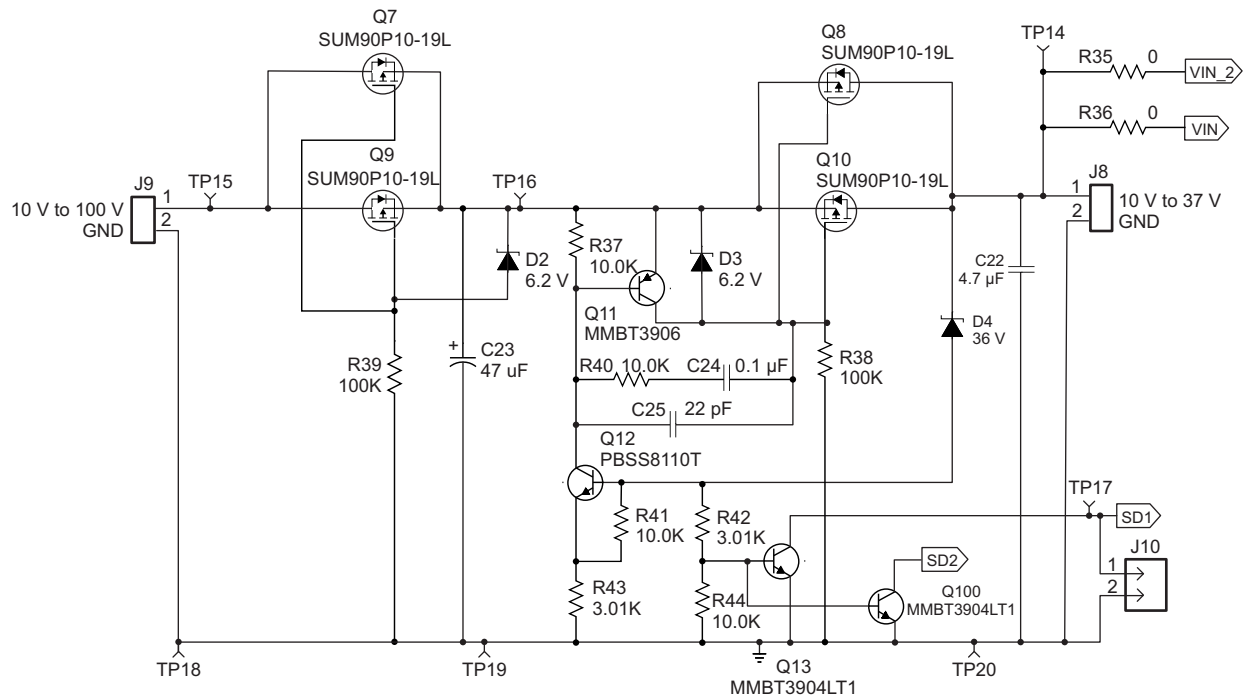 Q7
SUM90P10-19L
Q8
SUM90P10-19L
TP14
R35 0
VIN_2
R36 0
VIN
Q9
SUM90P10-19L
Q10
SUM90P10-19L
J9
TP15
TP16
J8
10 V to 100 V
GND
1
2
1
2
10 V to 37 V
GND
R37
10.0K
D2
6.2 V
D3
6.2 V
C22
4.7 µF
Q11
MMBT3906
D4
36 V
R39
100K
+
C23
47 uF
R40 10.0K
C24 0.1 µF
R38
100K
C25 22 pF
Q12
PBSS8110T
TP17
SD1
R41
10.0K
R42
3.01K
J10
1
2
SD2
R43
3.01K
R44
10.0K
Q100
MMBT3904LT1
TP18
TP19
Q13
MMBT3904LT1
TP20